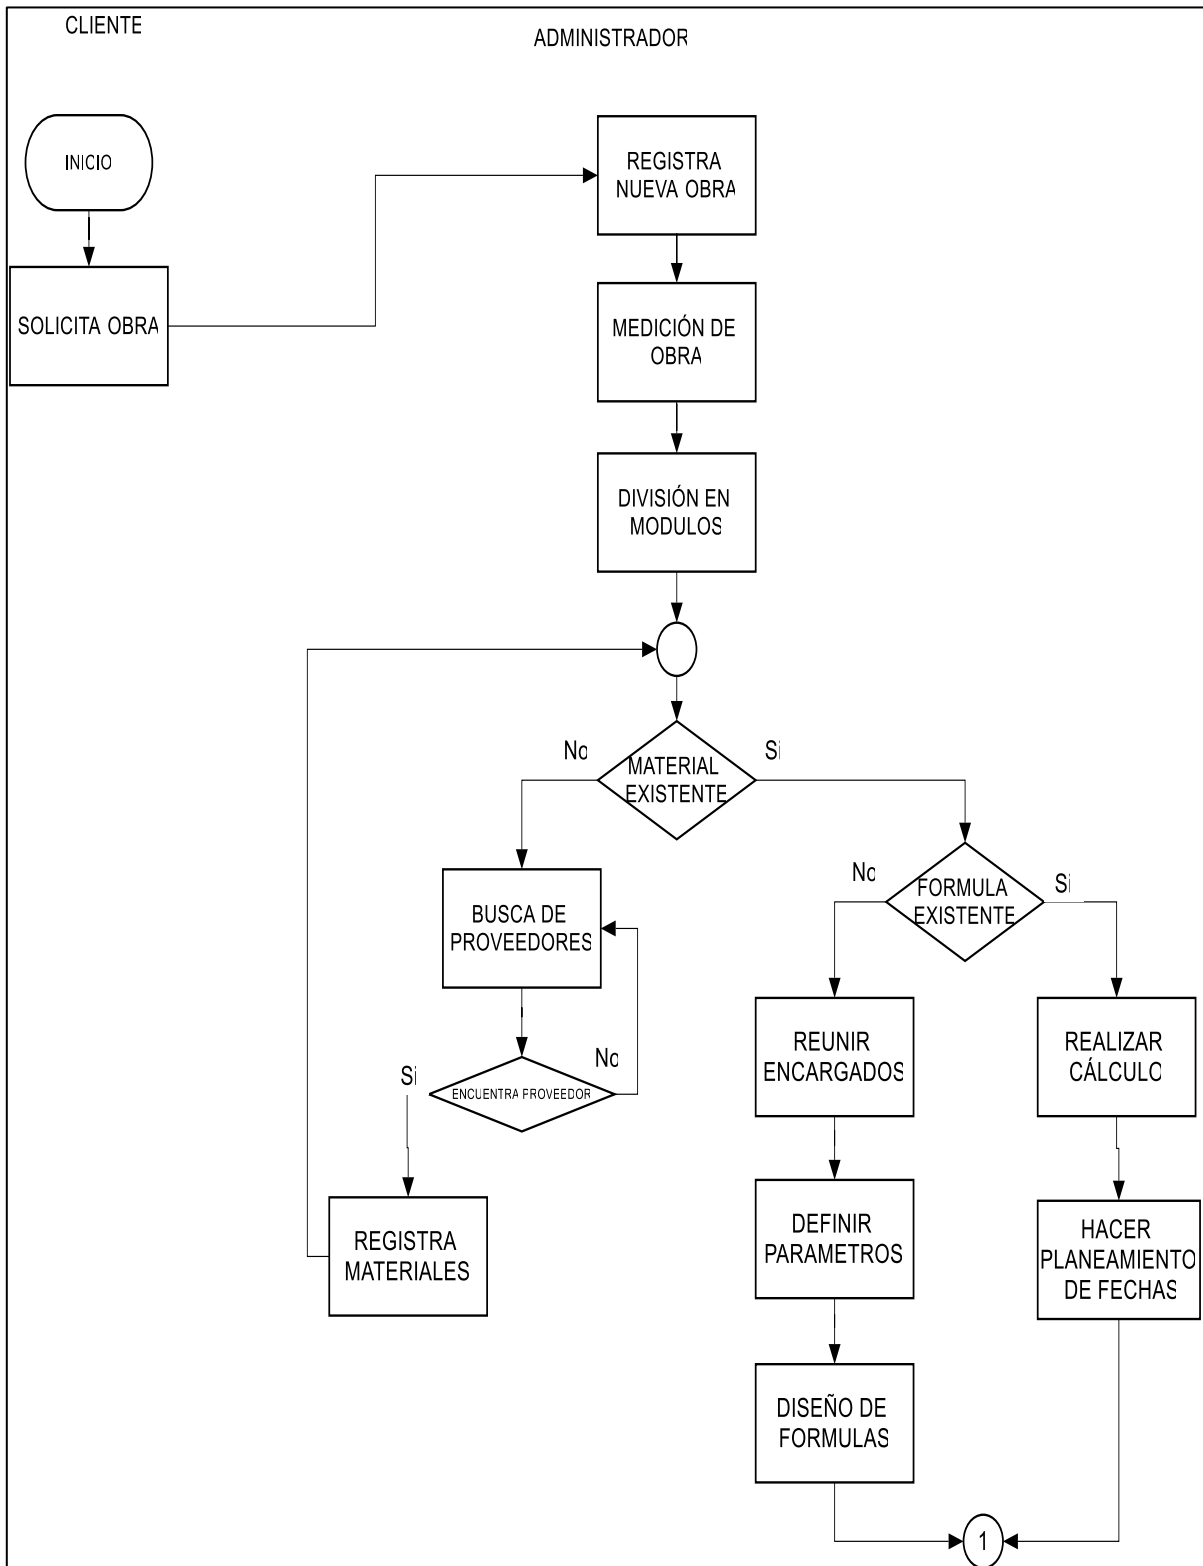 CLIENTE
ADMINISTRADOR
INICIO
REGISTRA
NUEVA OBRA
SOLICITA OBRA
MEDICIÓN DE
OBRA
DIVISIÓN EN
MODULOS
No
Si
MATERIAL
EXISTENTE
No
Si
FORMULA
EXISTENTE
BUSCA DE
PROVEEDORES
REUNIR
ENCARGADOS
REALIZAR
CÁLCULO
No
Si
ENCUENTRA PROVEEDOR
REGISTRA
MATERIALES
DEFINIR
PARAMETROS
HACER
PLANEAMIENTO
DE FECHAS
DISEÑO DE
FORMULAS
1